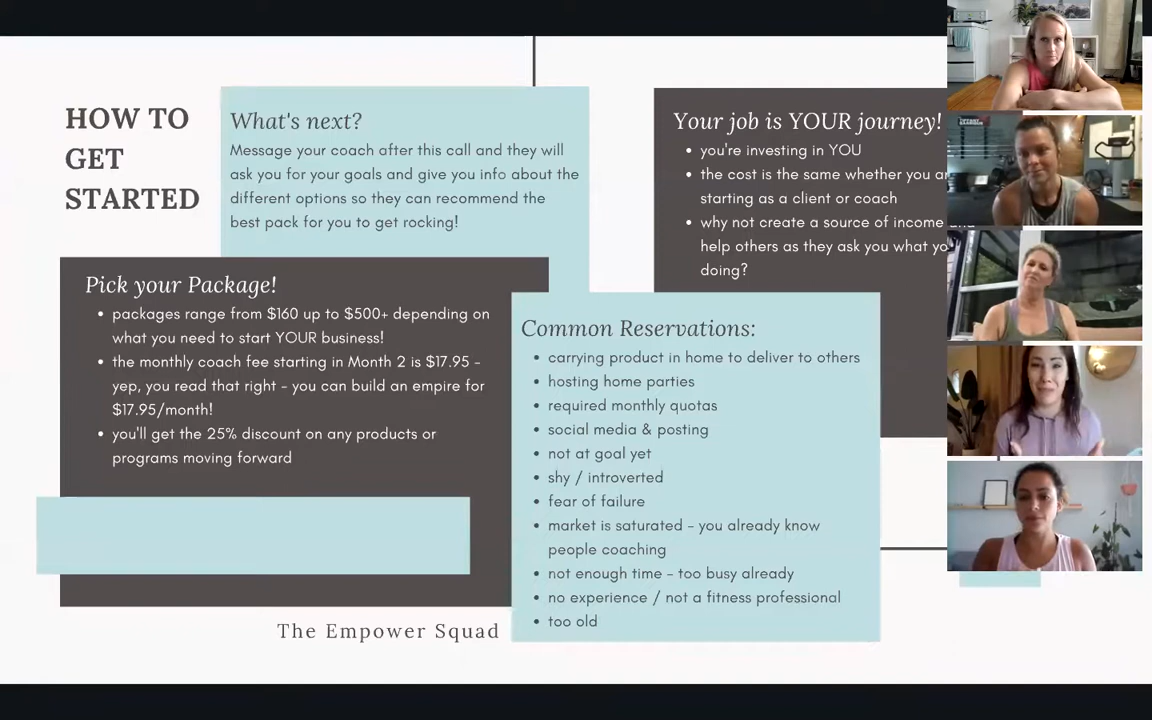 HOW TO
GET
STARTED
What's next?
Message your coach after this call and they will
ask you for your goals and give you info about the
different options so they can recommend the
best pack for you to get rocking!
Pick your Package!
• packages range from $160 up to $500+ depending on
what you need to start YOUR business!
• the monthly coach fee starting in Month 2 is $17.95 -
yep, you read that right - you can build an empire for
$17.95/month!
• you'll get the 25% discount on any products or
programs moving forward
Your job is YOUR journey!
• you're investing in YOU
• the cost is the same whether you
starting as a client or coach
• why not create a source of income and
help others as they ask you what
doing?
Common Reservations:
• carrying product in home to deliver to others
• hosting home parties
• required monthly quotas
• social media & posting
• not at goal yet
• shy / introverted
• fear of failure
• market is saturated - you already know
people coaching
• not enough time - too busy already
• no experience / not a fitness professional
• too old
The Empower Squad